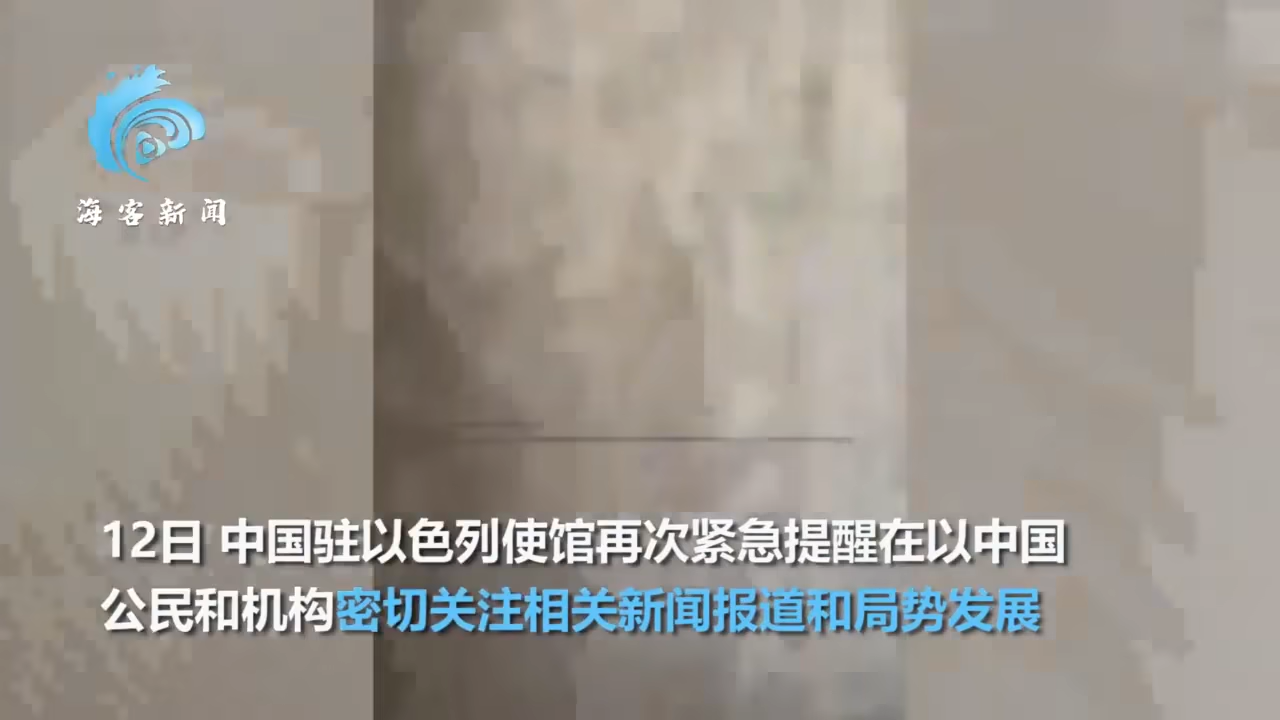 海客新闻
12日 中国驻以色列使馆再次紧急提醒在以中国
公民和机构密切关注相关新闻报道和局势发展